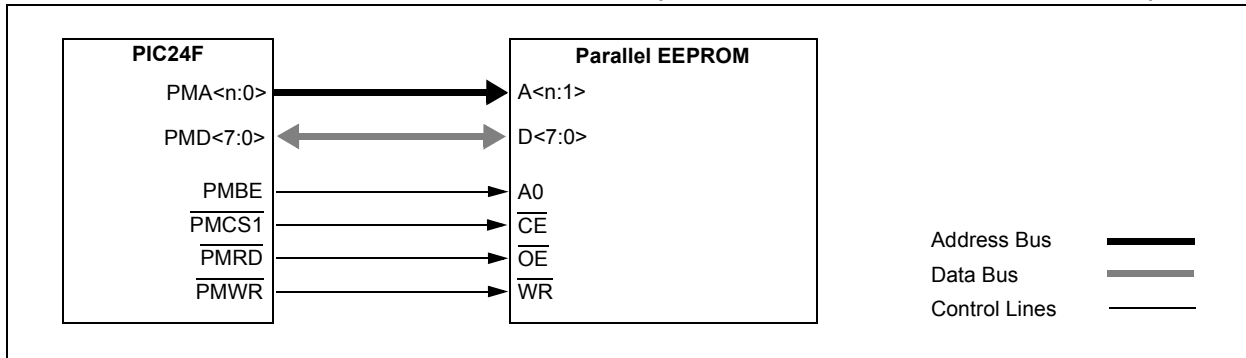 PIC24F
Parallel EEPROM
PMA<n:0>
A<n:1>
PMD<7:0>
D<7:0>
PMBE
A0
PMCS1
CE
PMRD
OE
PMWR
WR
Address Bus
Data Bus
Control Lines